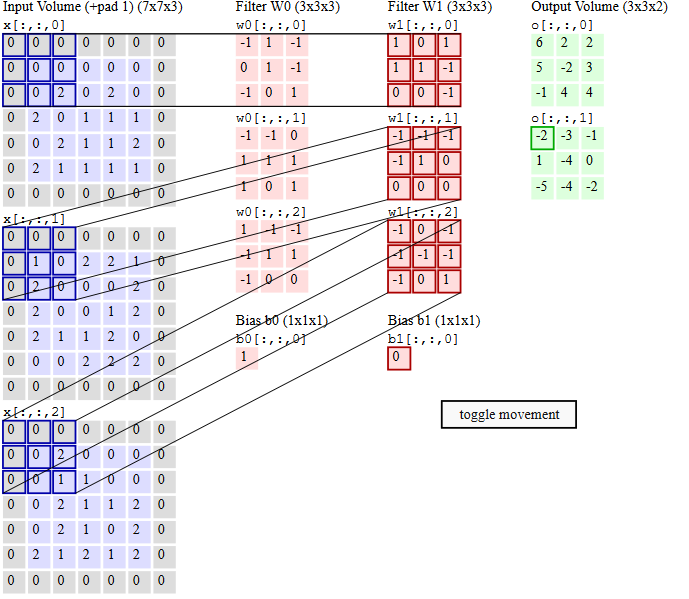 Input Volume (+pad 1) (7x7x3)
x[:,:,0]
0 0 0 0 0 0 0
0 0 0 0 0 0 0
0 0 2 0 2 0 0
0 2 0 1 1 1 0
0 0 2 1 1 2 0
0 2 1 1 1 1 0
0 0 0 0 0 0 0
x[:,:,1]
0 0 0 0 0 0 0
0 1 0 2 2 1 0
0 2 0 0 0 2 0
0 2 0 0 1 2 0
0 2 1 1 2 0 0
0 0 0 2 2 2 0
0 0 0 0 0 0 0
x[:,:,2]
0 0 0 0 0 0 0
0 0 2 0 0 0 0
0 0 1 1 0 0 0
0 0 2 1 1 2 0
0 0 2 1 0 2 0
0 2 1 2 1 2 0
0 0 0 0 0 0 0
Filter W0 (3x3x3)
w0[:,:,0]
-1 1 -1
0 1 -1
-1 0 1
w0[:,:,1]
-1 -1 0
1 1 1
1 0 1
w0[:,:,2]
1 -1 -1
-1 1 1
-1 0 0
Bias b0 (1x1x1)
b0[:,:,0]
1
Filter W1 (3x3x3)
w1[:,:,0]
1 0 1
1 1 -1
0 0 -1
w1[:,:,1]
-1 -1 -1
-1 1 0
0 0 0
w1[:,:,2]
-1 0 -1
-1 -1 -1
-1 0 1
Bias b1 (1x1x1)
b1[:,:,0]
0
Output Volume (3x3x2)
o[:,:,0]
6 2 2
5 -2 3
-1 4 4
o[:,:,1]
-2 -3 -1
1 -4 0
-5 -4 -2
toggle movement